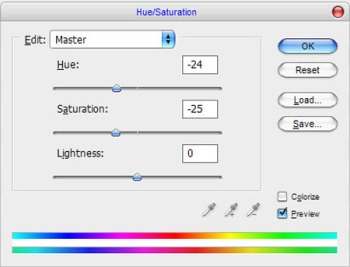 Hue/Saturation
Edit: Master
OK
Hue: -24
Reset
Saturation: -25
Load...
Save...
Lightness: 0
Colorize
Preview